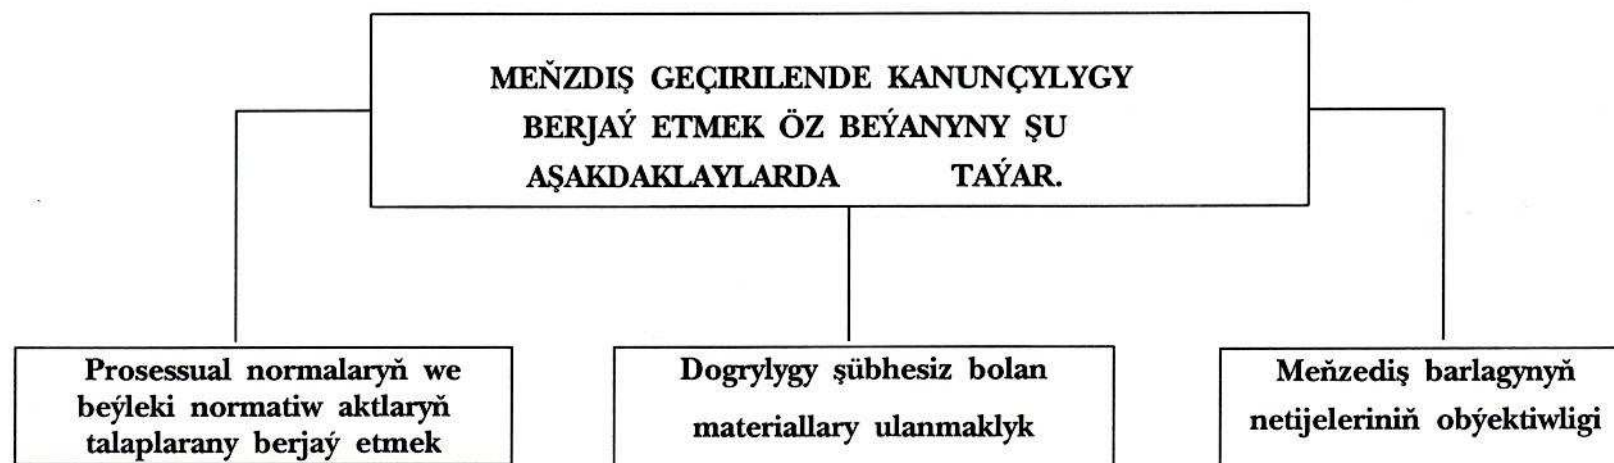 MEŇZDIŞ GEÇIRILENDE KANUNÇYLYGY
BERJAÝ ETMEK ÖZ BEÝANYNY ŞU
AŞAKDAKLAYLARDA TAÝAR.
Prosessual normalaryň we
beýleki normatiw aktlaryň
talaplarany berjaý etmek
Dogrylygy şübhesiz bolan
materiallary ulanmaklyk
Meňzediş barlagynyň
netijeleriniň obýektiwligi